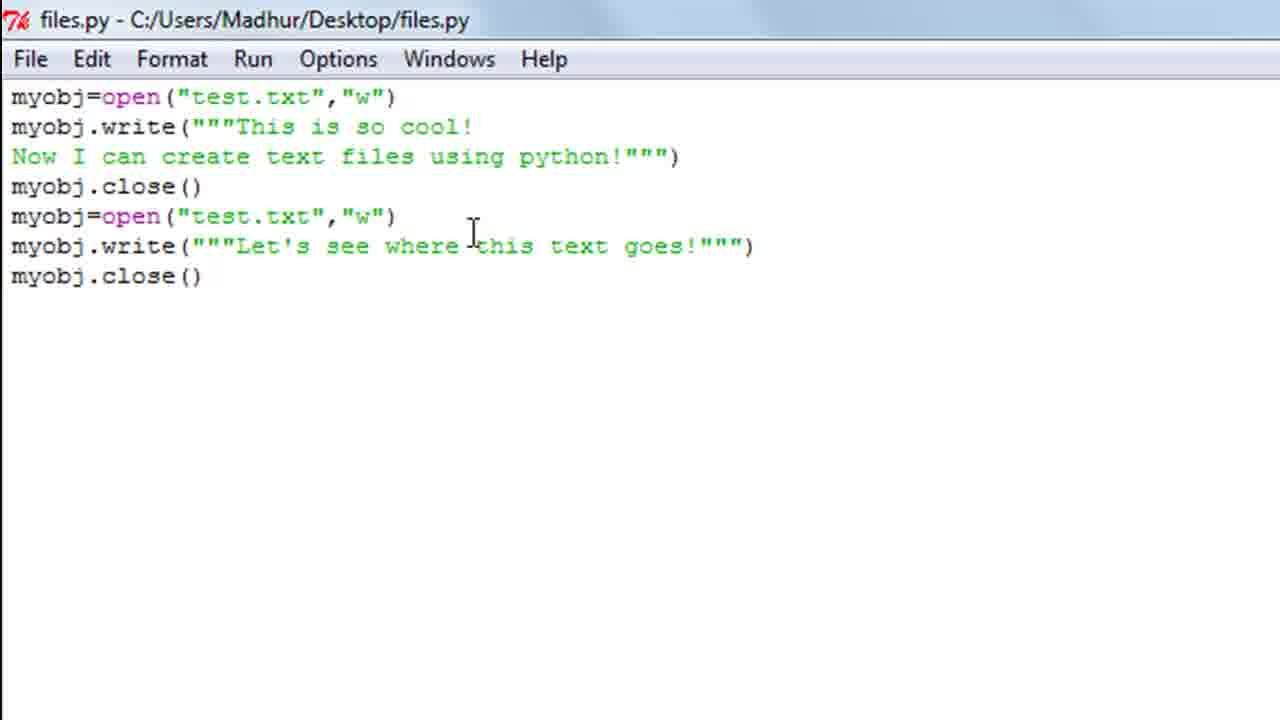 files.py - C:/Users/Madhur/Desktop/files.py
File Edit Format Run Options Windows Help
myobj=open("test.txt","w")
myobj.write("""This is so cool!
Now I can create text files using python!""")
myobj.close()
myobj=open("test.txt","w")
myobj.write("""Let's see where this text goes!""")
myobj.close()